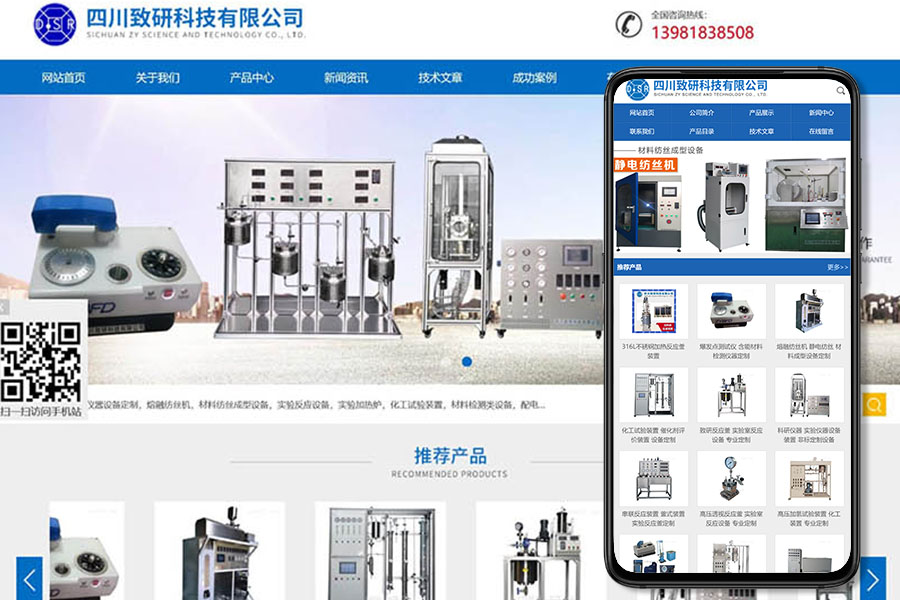 四川致研科技有限公司
SICHUAN ZY SCIENCE AND TECHNOLOGY CO., LTD.
全国咨询热线:
13981838508
网站首页 关于我们 产品中心 新闻资讯 技术文章 成功案例
扫一扫访问手机站
仪器设备定制，熔融纺丝机，材料纺丝成型设备，实验反应设备，实验加热炉，化工试验装置，材料检测类设备，配电...
推荐产品
RECOMMENDED PRODUCTS
四川致研科技有限公司
SICHUAN ZY SCIENCE AND TECHNOLOGY CO., LTD
网站首页 公司简介 产品展示 新闻中心
联系我们 产品目录 技术文章 在线留言
材料纺丝成型设备
静电纺丝机
推荐产品 更多>>
316L不锈钢加热反应釜
装置
爆发点测试仪 含能材料
检测仪器定制
熔融纺丝机 静电纺丝 材
料成型设备定制
化工试验装置 催化剂评
价装置 设备定制
致研反应釜 实验室反应
设备 专业定制
科研仪器 实验仪器设备
装置 非标定制设备
串联反应装置 釜式装置
实验反应釜定制
高压透视反应釜 实验室
反应设备 专业定制
高压加氢试验装置 化工
装置 专业定制